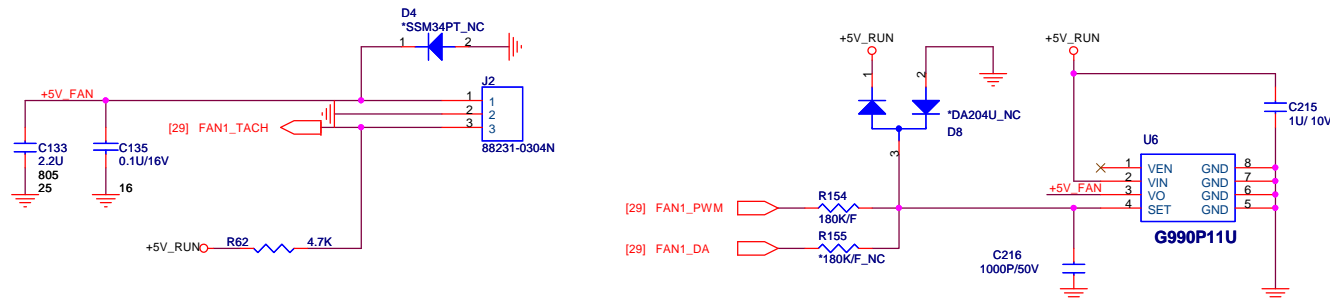 D4
*SSM34PT_NC
1 2
+5V_FAN
J2
1 1
2 2
3 3
88231-0304N
[29] FAN1_TACH
C133
2.2U
805
25
C135
0.1U/16V
16
+5V_RUN
R62 4.7K
+5V_RUN
1
2
*DA204U_NC
D8
3
+5V_RUN
C215
1U/ 10V
U6
1 VEN GND 8
2 VIN GND 7
+5V_FAN 3 VO GND 6
4 SET GND 5
G990P11U
R154
[29] FAN1_PWM
180K/F
R155
[29] FAN1_DA
*180K/F_NC
C216
1000P/50V